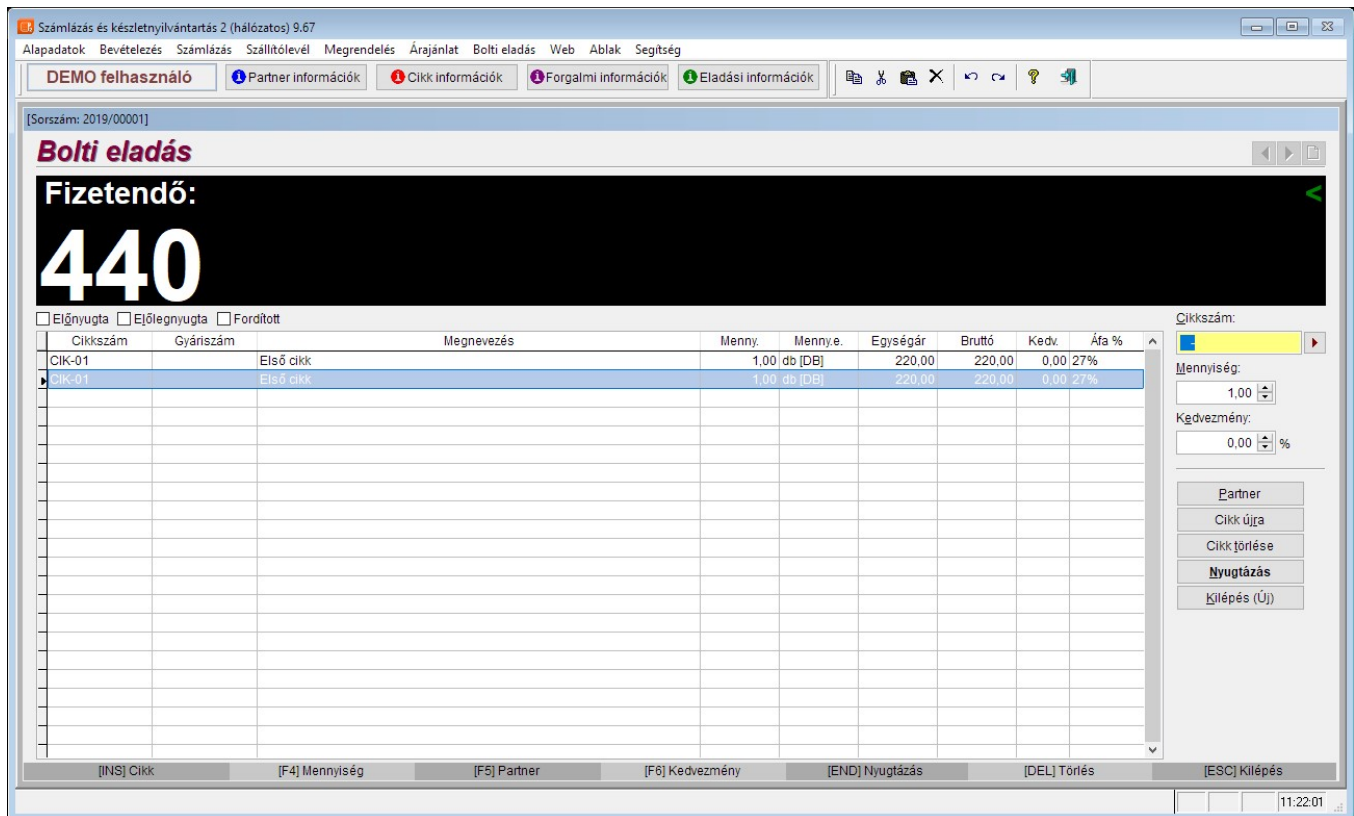 Számlázás és készletnyilvántartás 2 (hálózatos) 9.67
Alapadatok Bevételezés Számlázás Szállítólevél Megrendelés Árajánlat Bolti eladás Web Ablak Segítség
DEMO felhasználó Partner információk Cikk információk Forgalmi információk Eladási információk
[Sorszám: 2019/00001]
Bolti eladás
Fizetendő:
<
440
Előnyugta Előlegnyugta Fordított
Cikkszám:
Cikkszám Gyáriszám Megnevezés Menny. Menny.e. Egységár Bruttó Kedv. Áfa %
CIK-01 Első cikk 1,00 db [DB] 220,00 220,00 0,00 27%
CIK-01 Első cikk 1,00 db [DB] 220,00 220,00 0,00 27%
Mennyiség:
1,00
Kedvezmény:
0,00 %
Partner
Cikk újra
Cikk törlése
Nyugtázás
Kilépés (Új)
[INS] Cikk [F4] Mennyiség [F5] Partner [F6] Kedvezmény [END] Nyugtázás [DEL] Törlés [ESC] Kilépés
11:22:01